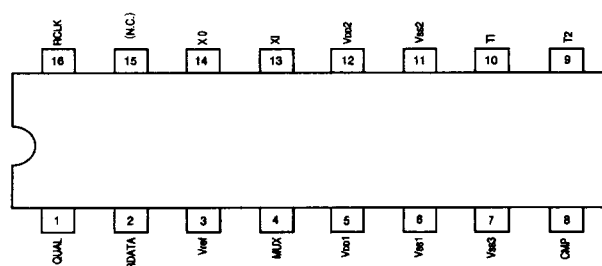 RCLK (N.C.) XO XI VDD2 Vss2 T1 T2
16 15 14 13 12 11 10 9
1 2 3 4 5 6 7 8
QUAL RDATA Vref MUX VDD1 Vss1 Vss3 CMP